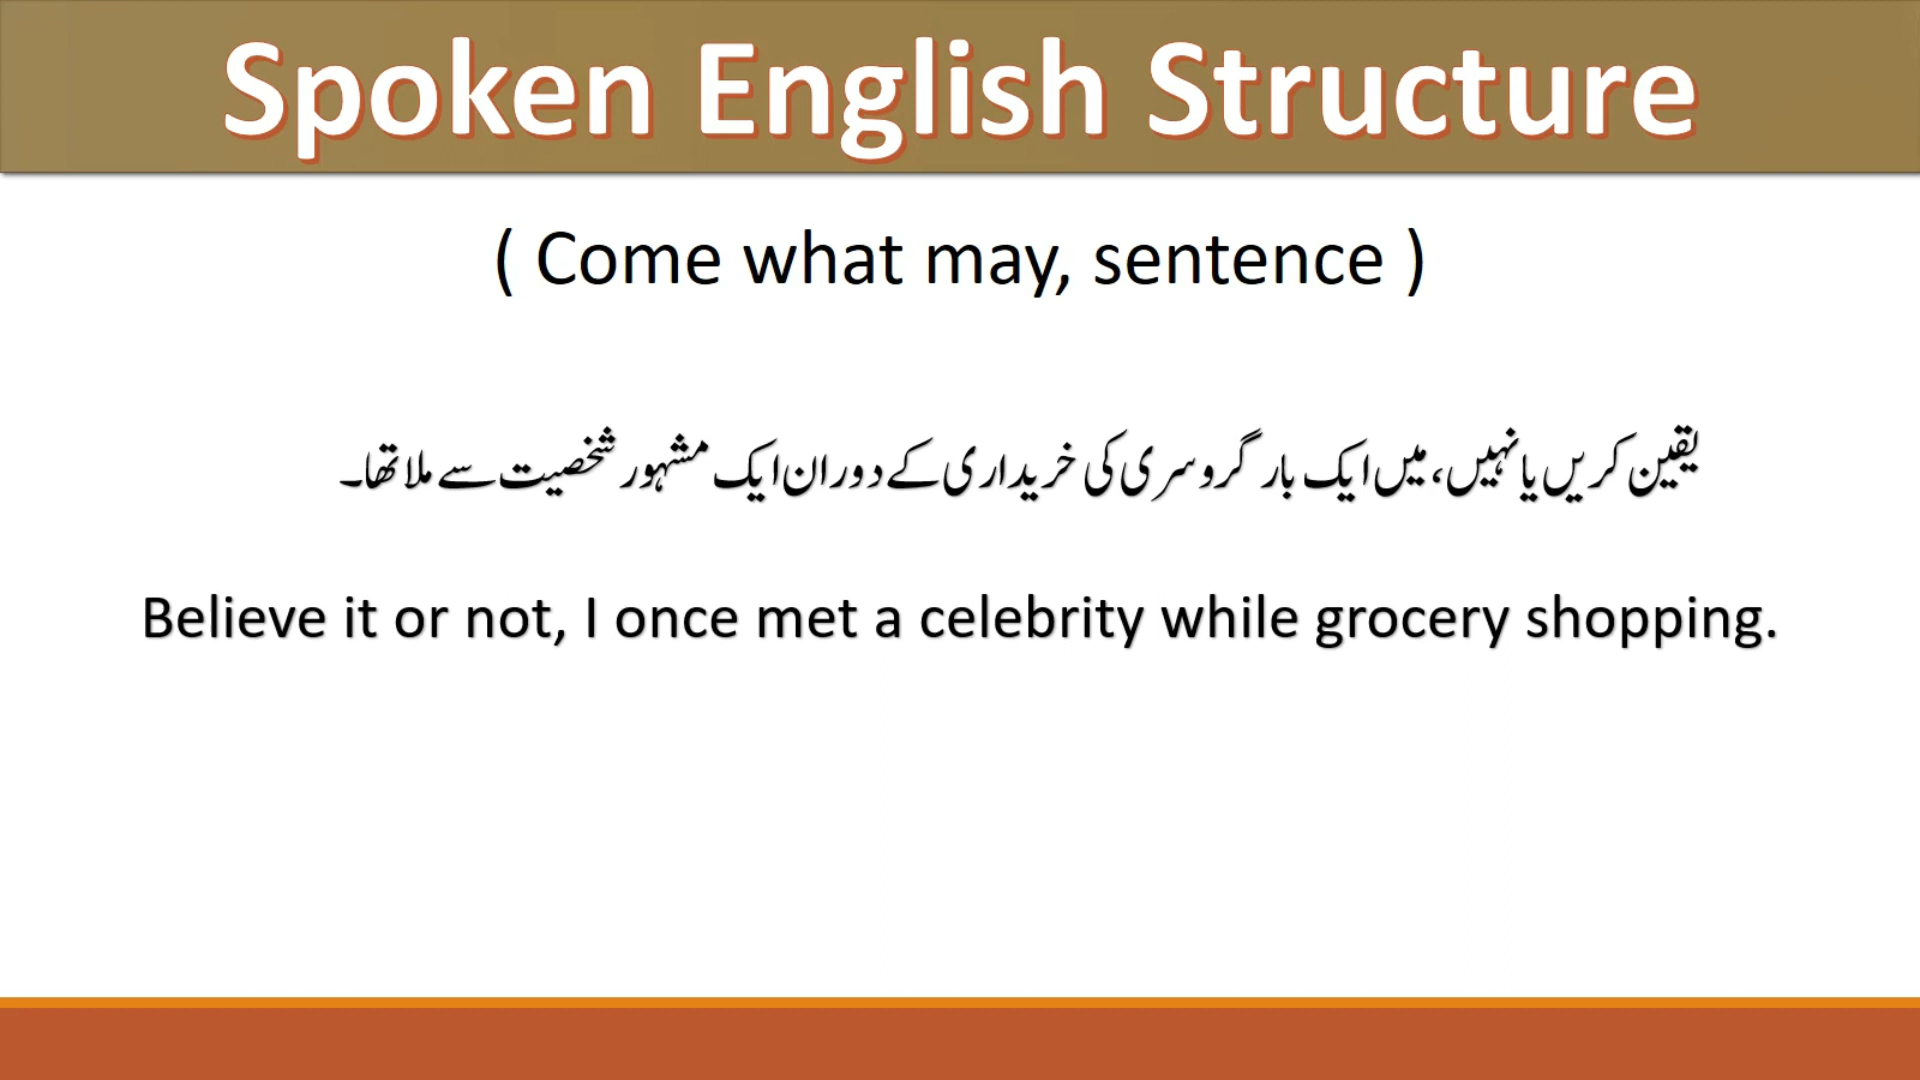 Spoken English Structure
( Come what may, sentence )
یقین کریں یا نہیں، میں ایک بار گروسری کی خریداری کے دوران ایک مشہور شخصیت سے ملا تھا۔
Believe it or not, I once met a celebrity while grocery shopping.